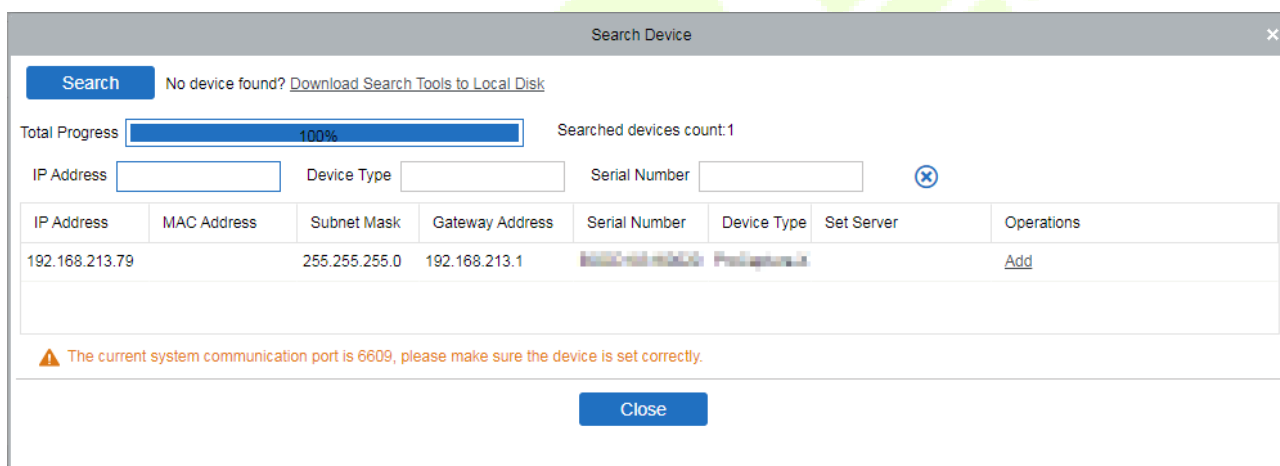 Search Device
Search No device found? Download Search Tools to Local Disk
Total Progress 100% Searched devices count:1
IP Address Device Type Serial Number
IP Address MAC Address Subnet Mask Gateway Address Serial Number Device Type Set Server Operations
192.168.213.79 255.255.255.0 192.168.213.1 Add
The current system communication port is 6609, please make sure the device is set correctly.
Close